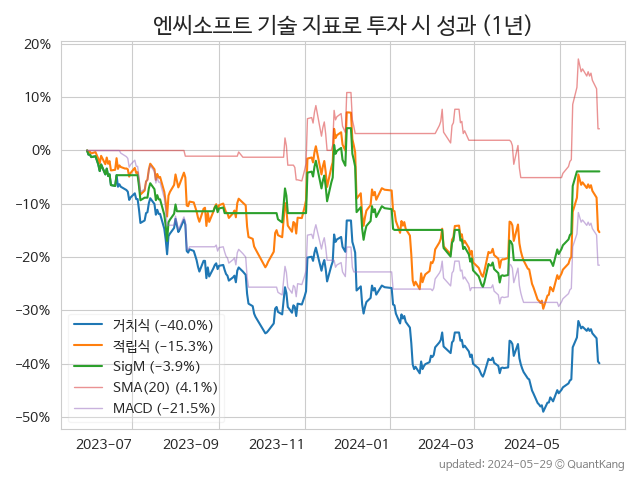 엔씨소프트 기술 지표로 투자 시 성과 (1년)
20%
10%
0%
−10%
−20%
−30%
−40%
−50%
거치식 (−40.0%)
적립식 (−15.3%)
SigM (−3.9%)
SMA(20) (4.1%)
MACD (−21.5%)
2023−07 2023−09 2023−11 2024−01 2024−03 2024−05
updated: 2024−05−29 ⓒ QuantKang